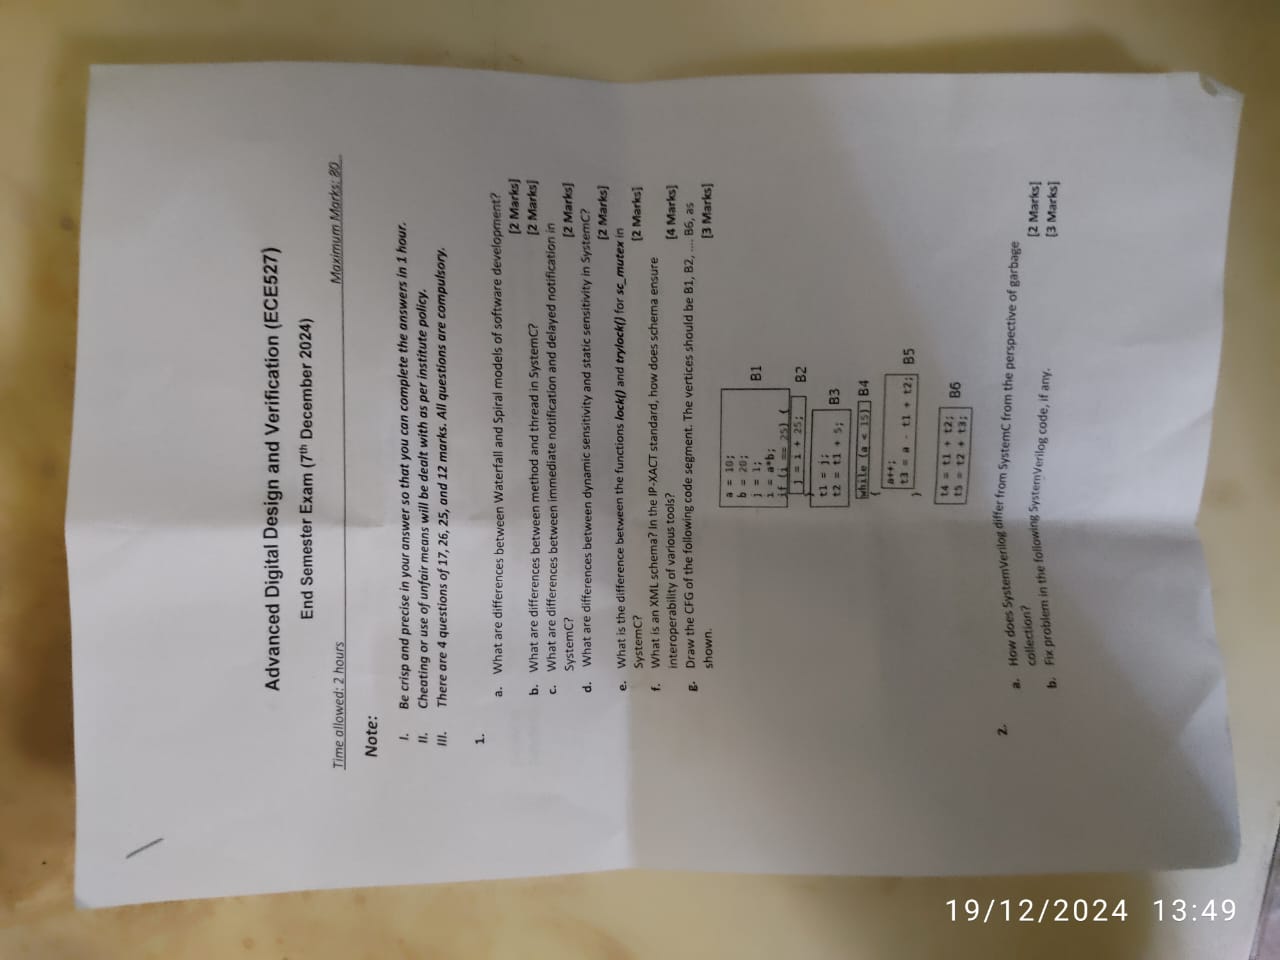 Advanced Digital Design and Verification (ECE527)
End Semester Exam (7th December 2024)
Time allowed: 2 hours Maximum Marks: 80
Note:
I. Be crisp and precise in your answer so that you can complete the answers in 1 hour.
II. Cheating or use of unfair means will be dealt with as per institute policy.
III. There are 4 questions of 17, 26, 25, and 12 marks. All questions are compulsory.
1.
a. What are differences between Waterfall and Spiral models of software development?
[2 Marks]
b. What are differences between method and thread in SystemC? [2 Marks]
c. What are differences between immediate notification and delayed notification in
SystemC? [2 Marks]
d. What are differences between dynamic sensitivity and static sensitivity in SystemC?
[2 Marks]
e. What is the difference between the functions lock() and trylock() for sc_mutex in
SystemC? [2 Marks]
f. What is an XML schema? In the IP-XACT standard, how does schema ensure
interoperability of various tools? [4 Marks]
g. Draw the CFG of the following code segment. The vertices should be B1, B2, .... B6, as
shown. [3 Marks]
a = 10;
b = 20;
j = 1;
i = a*b; B1
if (i == 25) {
j = i + 25; B2
}
t1 = j;
t2 = t1 + 5; B3
while (a < 15) B4
{
a++;
t3 = a - t1 + t2; B5
}
t4 = t1 + t2;
t5 = t2 + t3; B6
2.
a. How does SystemVerilog differ from SystemC from the perspective of garbage
collection? [2 Marks]
b. Fix problem in the following SystemVerilog code, if any. [3 Marks]
19/12/2024 13:49